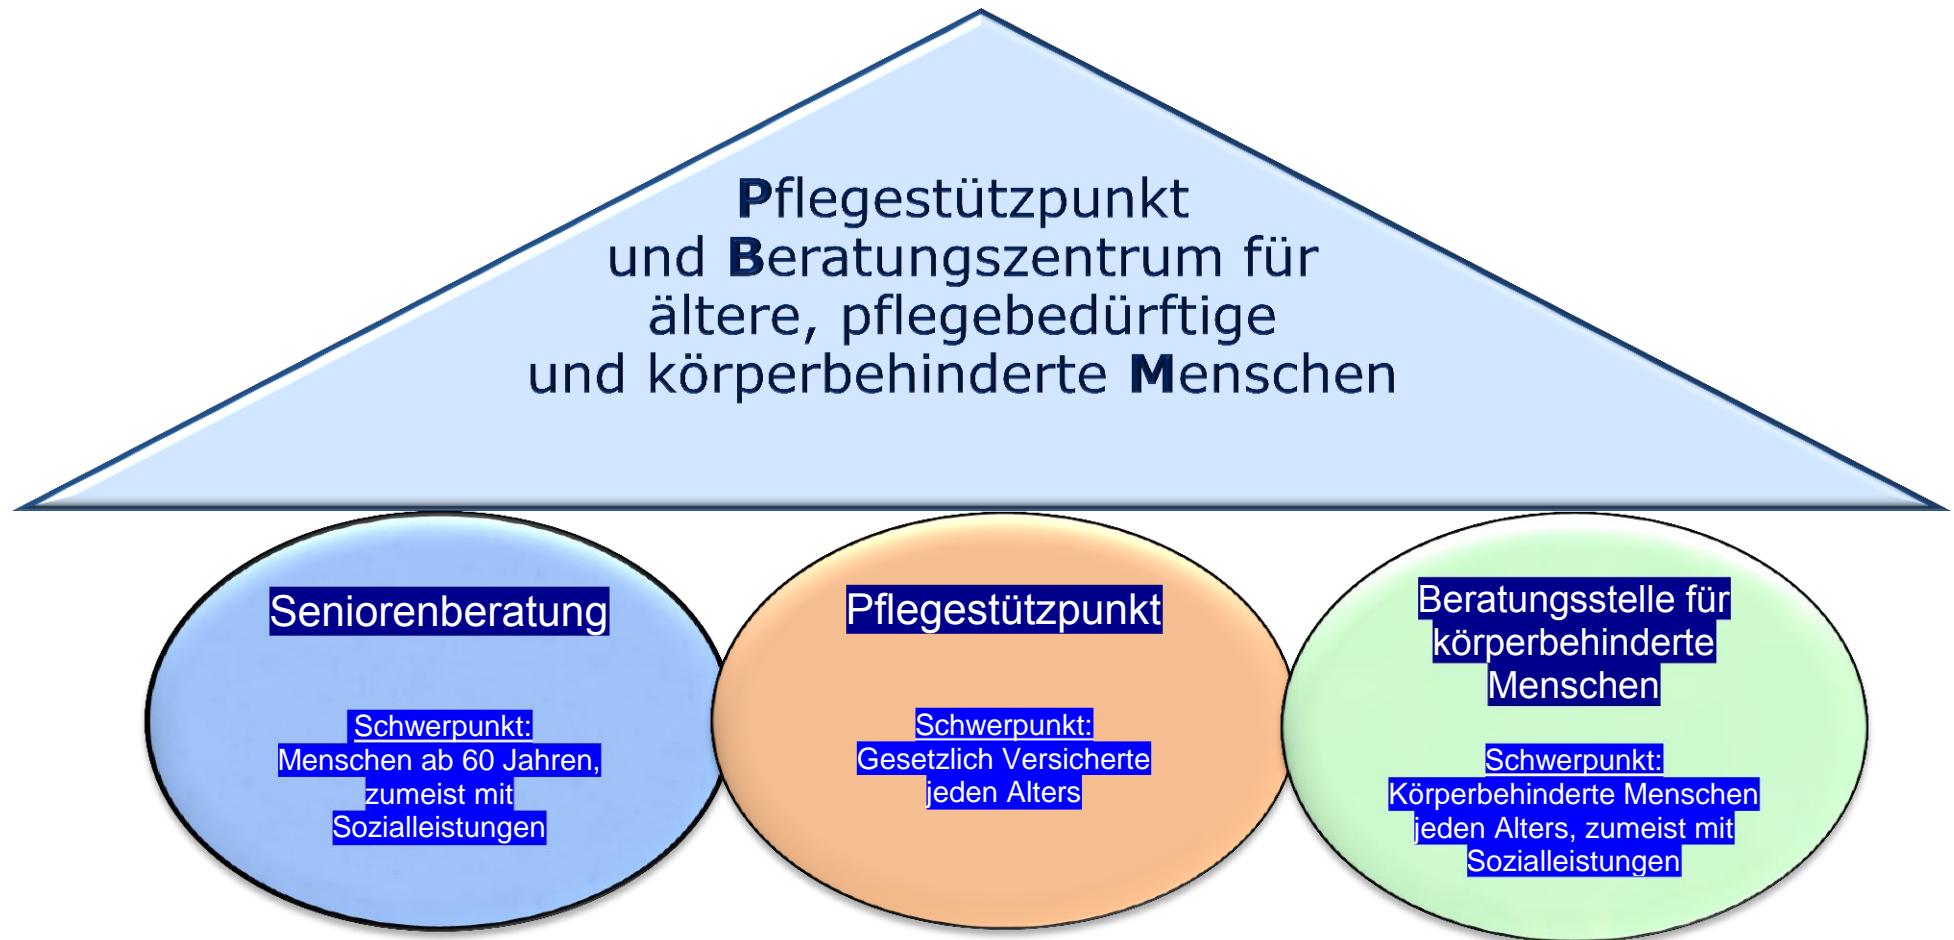 Pflegestützpunkt
und Beratungszentrum für
ältere, pflegebedürftige
und körperbehinderte Menschen
Seniorenberatung
Schwerpunkt:
Menschen ab 60 Jahren,
zumeist mit
Sozialleistungen
Pflegestützpunkt
Schwerpunkt:
Gesetzlich Versicherte
jeden Alters
Beratungsstelle für
körperbehinderte
Menschen
Schwerpunkt:
Körperbehinderte Menschen
jeden Alters, zumeist mit
Sozialleistungen